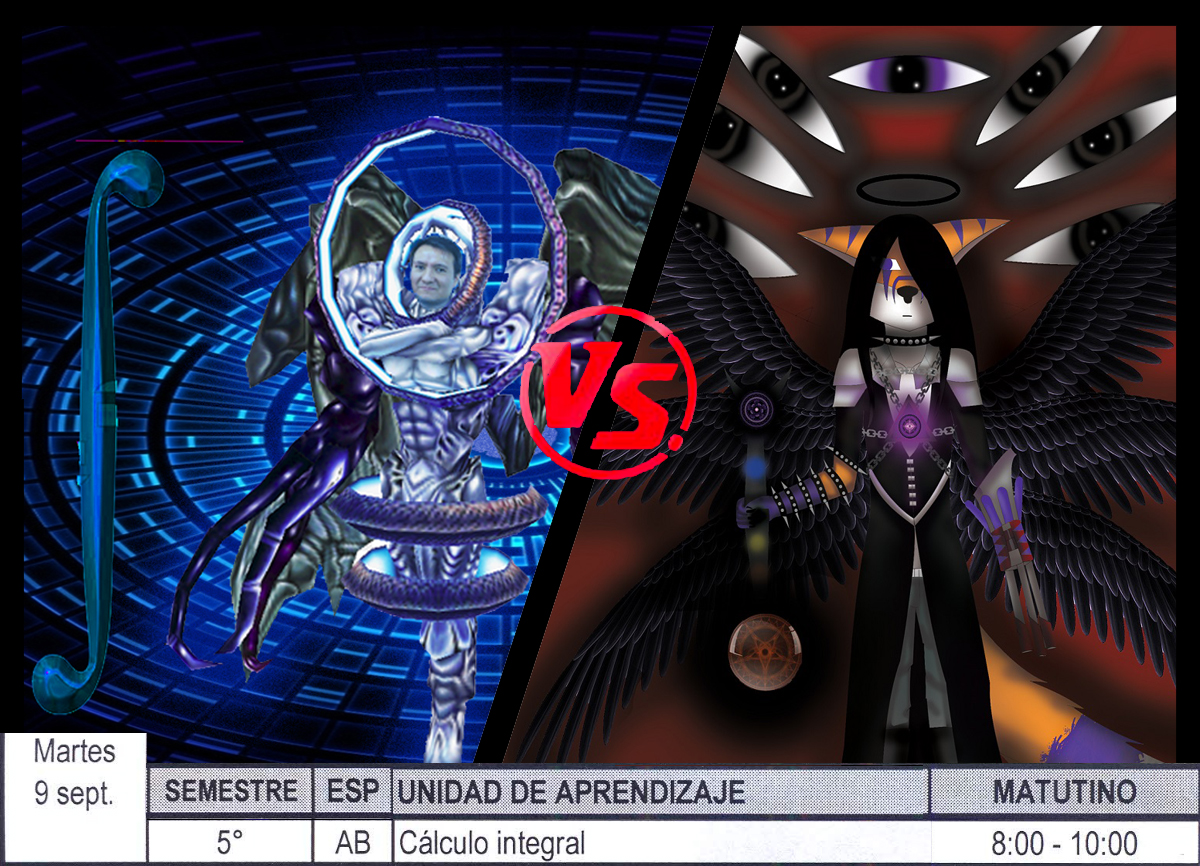 VS.
Martes
9 sept.
SEMESTRE ESP UNIDAD DE APRENDIZAJE MATUTINO
5° AB Cálculo integral 8:00 - 10:00